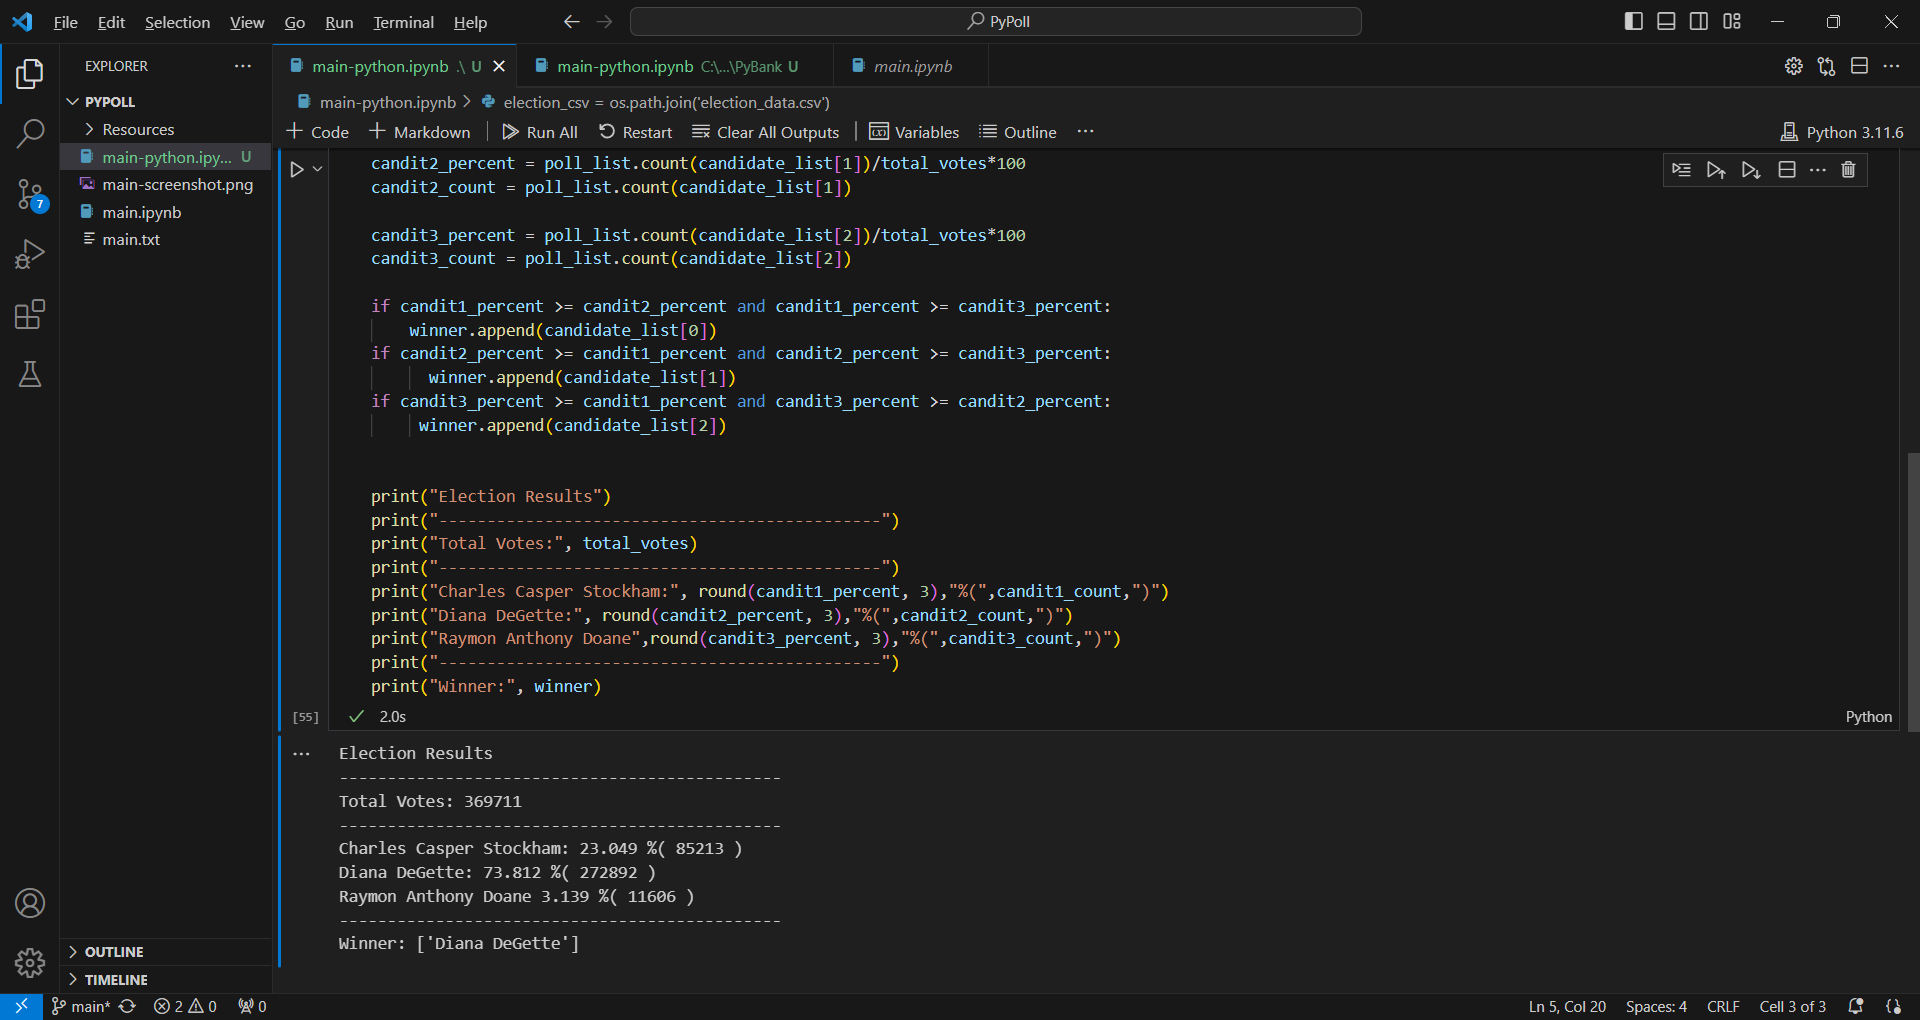 File Edit Selection View Go Run Terminal Help PyPoll
EXPLORER
PYPOLL
Resources
main-python.ipy... U
main-screenshot.png
main.ipynb
main.txt
OUTLINE
TIMELINE
7
main-python.ipynb .\ U main-python.ipynb C:\...\PyBank U main.ipynb
main-python.ipynb > election_csv = os.path.join('election_data.csv')
Code Markdown Run All Restart Clear All Outputs Variables Outline ... Python 3.11.6
candit2_percent = poll_list.count(candidate_list[1])/total_votes*100
candit2_count = poll_list.count(candidate_list[1])
candit3_percent = poll_list.count(candidate_list[2])/total_votes*100
candit3_count = poll_list.count(candidate_list[2])
if candit1_percent >= candit2_percent and candit1_percent >= candit3_percent:
winner.append(candidate_list[0])
if candit2_percent >= candit1_percent and candit2_percent >= candit3_percent:
winner.append(candidate_list[1])
if candit3_percent >= candit1_percent and candit3_percent >= candit2_percent:
winner.append(candidate_list[2])
print("Election Results")
print("----------------------------------------------")
print("Total Votes:", total_votes)
print("----------------------------------------------")
print("Charles Casper Stockham:", round(candit1_percent, 3),"%(",candit1_count,")")
print("Diana DeGette:", round(candit2_percent, 3),"%(",candit2_count,")")
print("Raymon Anthony Doane",round(candit3_percent, 3),"%(",candit3_count,")")
print("----------------------------------------------")
print("Winner:", winner)
[55] 2.0s Python
Election Results
----------------------------------------------
Total Votes: 369711
----------------------------------------------
Charles Casper Stockham: 23.049 %( 85213 )
Diana DeGette: 73.812 %( 272892 )
Raymon Anthony Doane 3.139 %( 11606 )
----------------------------------------------
Winner: ['Diana DeGette']
main* 2 0 0 Ln 5, Col 20 Spaces: 4 CRLF Cell 3 of 3